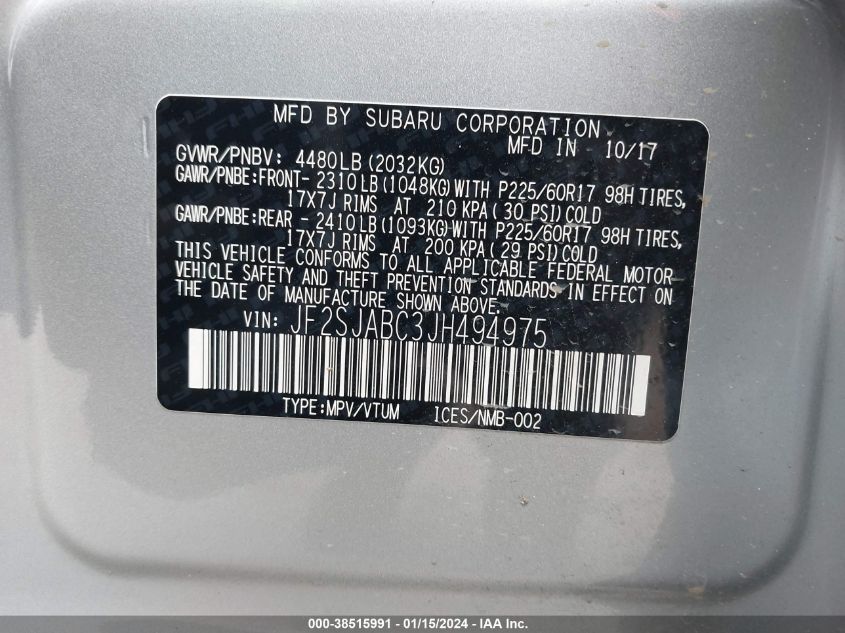 MFD BY SUBARU CORPORATION
MFD IN 10/17
GVWR/PNBV: 4480LB (2032KG)
GAWR/PNBE:FRONT- 2310LB (1048KG) WITH P225/60R17 98H TIRES,
17X7J RIMS AT 210 KPA (30 PSI) COLD
GAWR/PNBE:REAR - 2410LB (1093KG) WITH P225/60R17 98H TIRES,
17X7J RIMS AT 200 KPA (29 PSI) COLD
THIS VEHICLE CONFORMS TO ALL APPLICABLE FEDERAL MOTOR
VEHICLE SAFETY AND THEFT PREVENTION STANDARDS IN EFFECT ON
THE DATE OF MANUFACTURE SHOWN ABOVE.
VIN: JF2SJABC3JH494975
TYPE:MPV/VTUM ICES/NMB-002
000-38515991 - 01/15/2024 - IAA Inc.